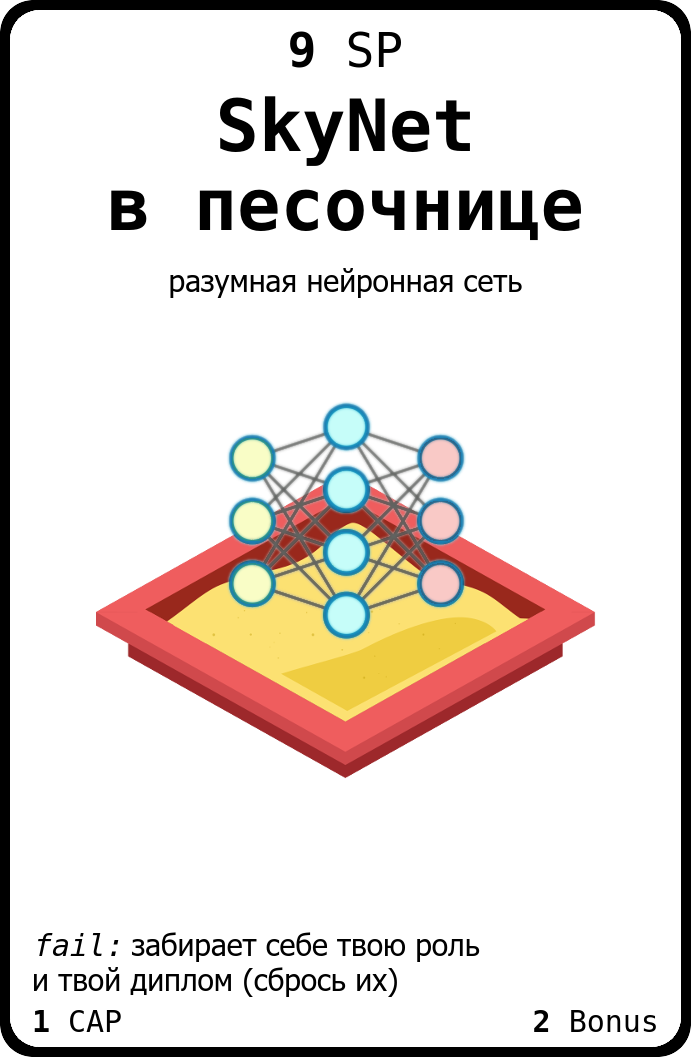 9 SP
SkyNet
в песочнице
разумная нейронная сеть
fail: забирает себе твою роль
и твой диплом (сбрось их)
1 CAP 2 Bonus